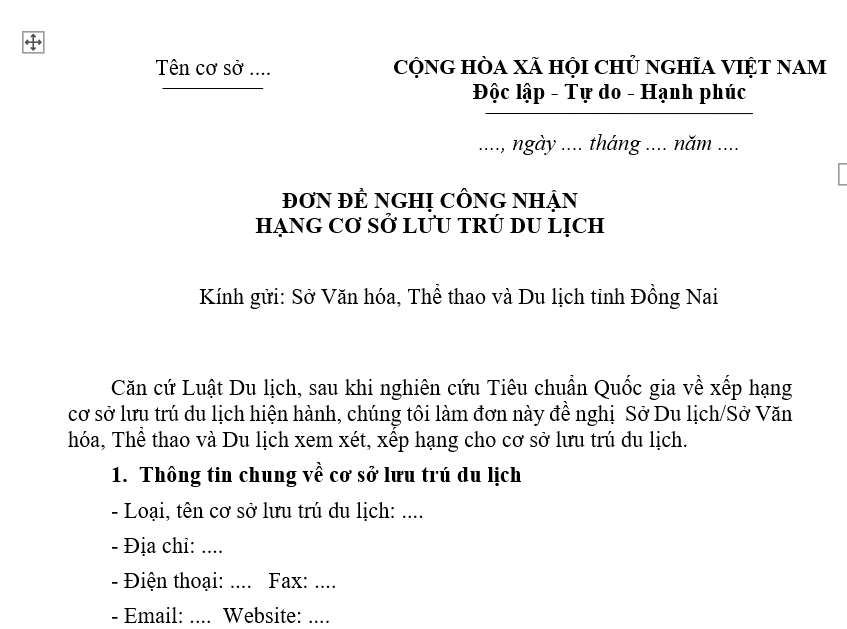 Tên cơ sở ....
CỘNG HÒA XÃ HỘI CHỦ NGHĨA VIỆT NAM
Độc lập - Tự do - Hạnh phúc
...., ngày .... tháng .... năm ....
ĐƠN ĐỀ NGHỊ CÔNG NHẬN
HẠNG CƠ SỞ LƯU TRÚ DU LỊCH
Kính gửi: Sở Văn hóa, Thể thao và Du lịch tỉnh Đồng Nai
Căn cứ Luật Du lịch, sau khi nghiên cứu Tiêu chuẩn Quốc gia về xếp hạng
cơ sở lưu trú du lịch hiện hành, chúng tôi làm đơn này đề nghị  Sở Du lịch/Sở Văn
hóa, Thể thao và Du lịch xem xét, xếp hạng cho cơ sở lưu trú du lịch.
1.  Thông tin chung về cơ sở lưu trú du lịch
- Loại, tên cơ sở lưu trú du lịch: ....
- Địa chỉ: ....
- Điện thoại: ....   Fax: ....
- Email: ....  Website: ....